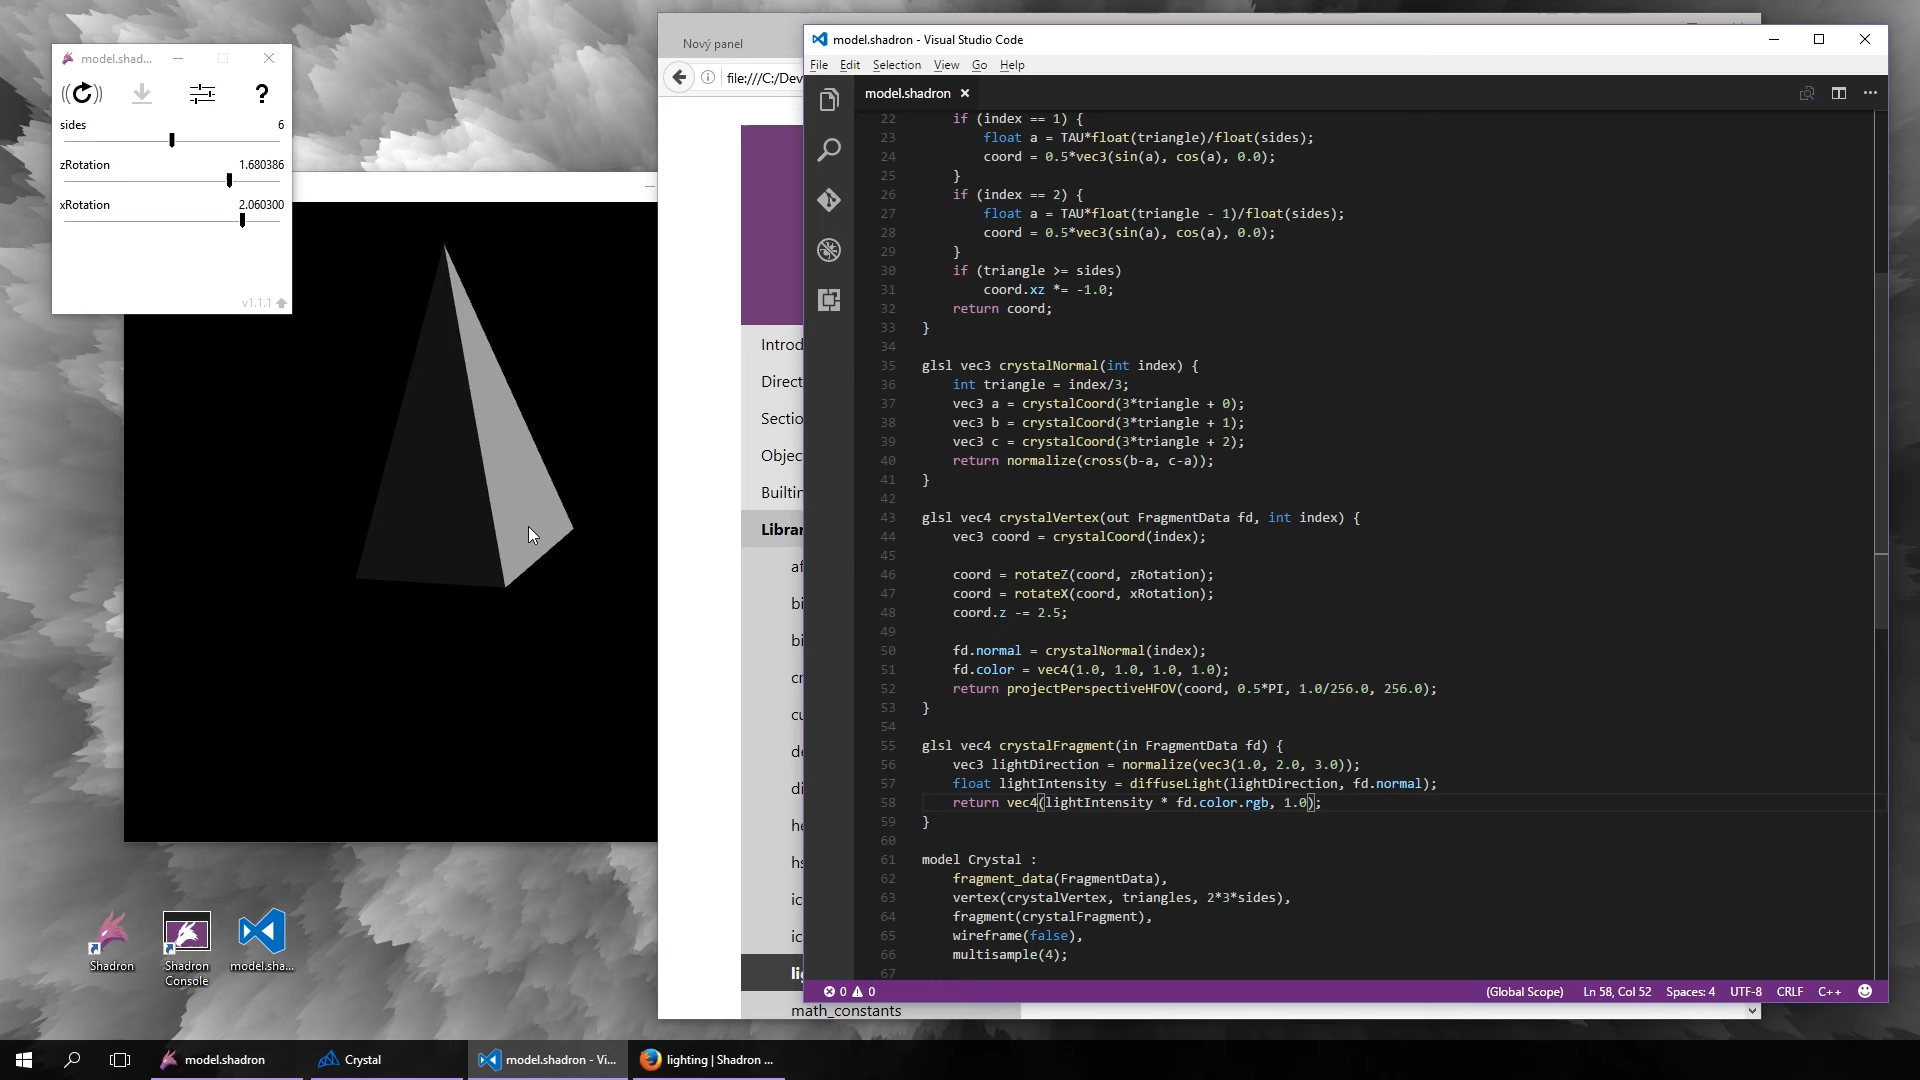 model.shad...
sides
6
zRotation
1.680386
xRotation
2.060300
v1.1.1
Nový panel
file:///C:/Dev
Introd
Direct
Sectio
Objec
Builtin
Librar
af
bi
bi
cr
cu
de
di
he
hs
ic
ic
lig
math_constants
model.shadron - Visual Studio Code
File Edit Selection View Go Help
model.shadron
22 if (index == 1) {
23 float a = TAU*float(triangle)/float(sides);
24 coord = 0.5*vec3(sin(a), cos(a), 0.0);
25 }
26 if (index == 2) {
27 float a = TAU*float(triangle - 1)/float(sides);
28 coord = 0.5*vec3(sin(a), cos(a), 0.0);
29 }
30 if (triangle >= sides)
31 coord.xz *= -1.0;
32 return coord;
33 }
34
35 glsl vec3 crystalNormal(int index) {
36 int triangle = index/3;
37 vec3 a = crystalCoord(3*triangle + 0);
38 vec3 b = crystalCoord(3*triangle + 1);
39 vec3 c = crystalCoord(3*triangle + 2);
40 return normalize(cross(b-a, c-a));
41 }
42
43 glsl vec4 crystalVertex(out FragmentData fd, int index) {
44 vec3 coord = crystalCoord(index);
45
46 coord = rotateZ(coord, zRotation);
47 coord = rotateX(coord, xRotation);
48 coord.z -= 2.5;
49
50 fd.normal = crystalNormal(index);
51 fd.color = vec4(1.0, 1.0, 1.0, 1.0);
52 return projectPerspectiveHFOV(coord, 0.5*PI, 1.0/256.0, 256.0);
53 }
54
55 glsl vec4 crystalFragment(in FragmentData fd) {
56 vec3 lightDirection = normalize(vec3(1.0, 2.0, 3.0));
57 float lightIntensity = diffuseLight(lightDirection, fd.normal);
58 return vec4(lightIntensity * fd.color.rgb, 1.0);
59 }
60
61 model Crystal :
62 fragment_data(FragmentData),
63 vertex(crystalVertex, triangles, 2*3*sides),
64 fragment(crystalFragment),
65 wireframe(false),
66 multisample(4);
67
0 0
(Global Scope) Ln 58, Col 52 Spaces: 4 UTF-8 CRLF C++
Shadron
Shadron
Console
model.sha...
model.shadron
Crystal
model.shadron - Vi...
lighting | Shadron ...